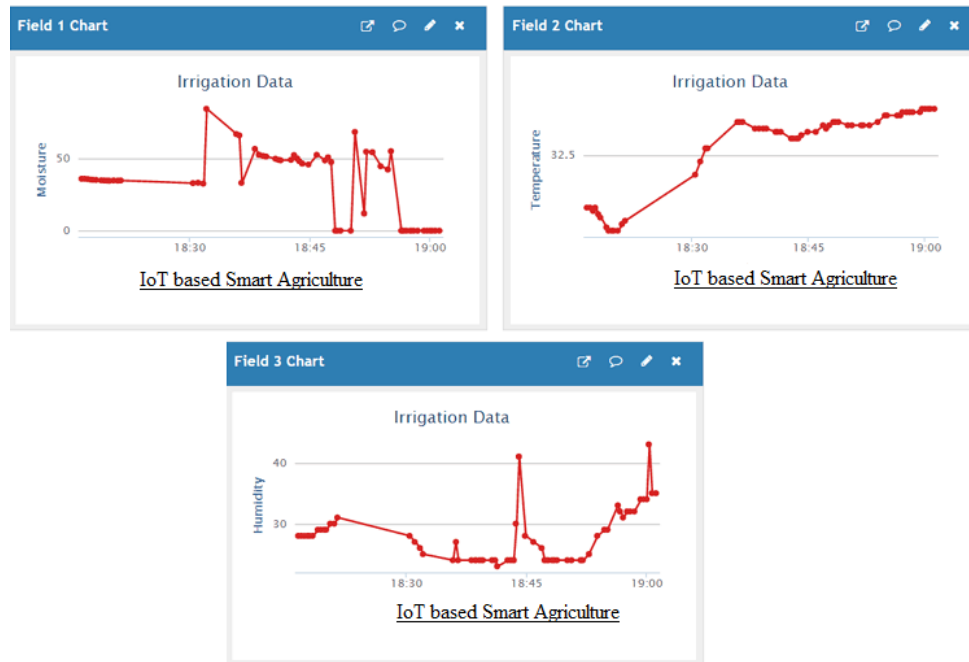 Field 1 Chart
Irrigation Data
Moisture
50
0
18:30 18:45 19:00
IoT based Smart Agriculture
Field 2 Chart
Irrigation Data
Temperature
32.5
18:30 18:45 19:00
IoT based Smart Agriculture
Field 3 Chart
Irrigation Data
Humidity
40
30
18:30 18:45 19:00
IoT based Smart Agriculture